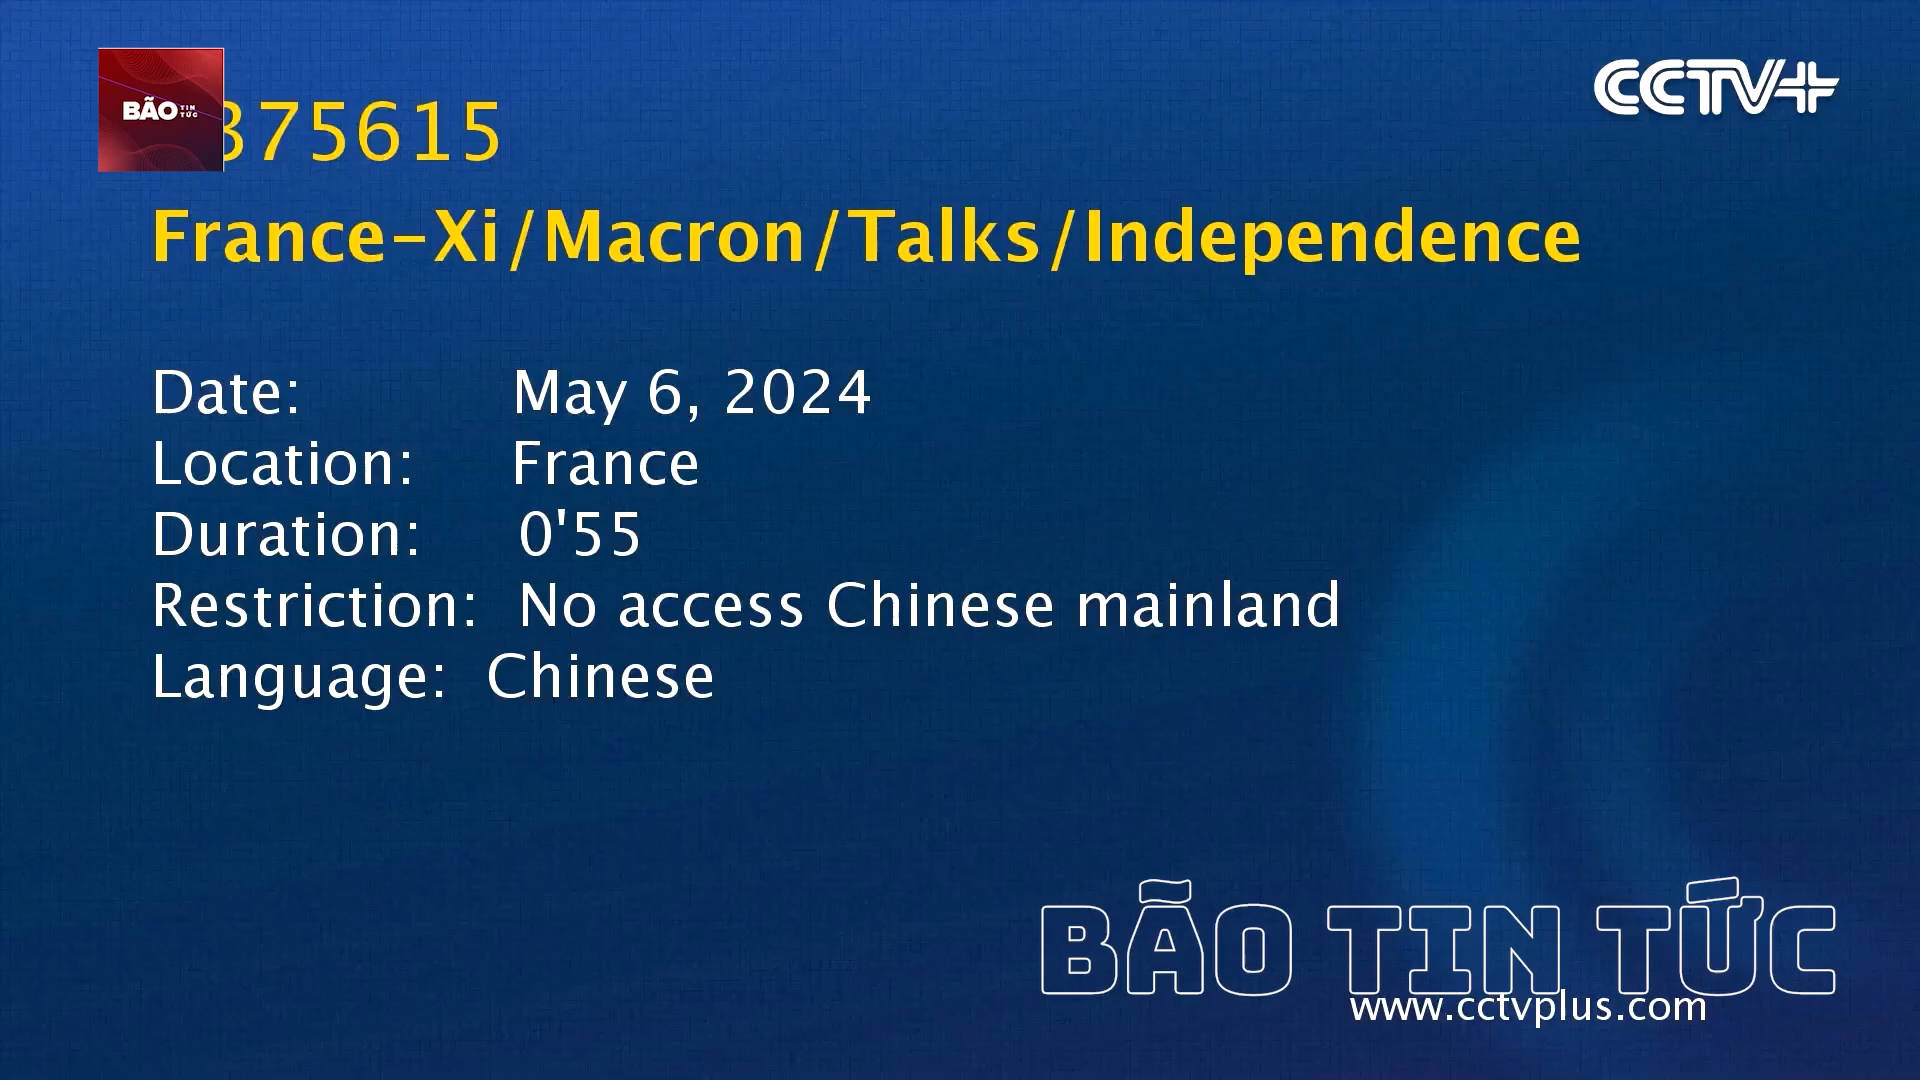 CCTV+
BÃO TIN TỨC
375615
France-Xi/Macron/Talks/Independence
Date: May 6, 2024
Location: France
Duration: 0'55
Restriction: No access Chinese mainland
Language: Chinese
BÃO TIN TỨC
www.cctvplus.com